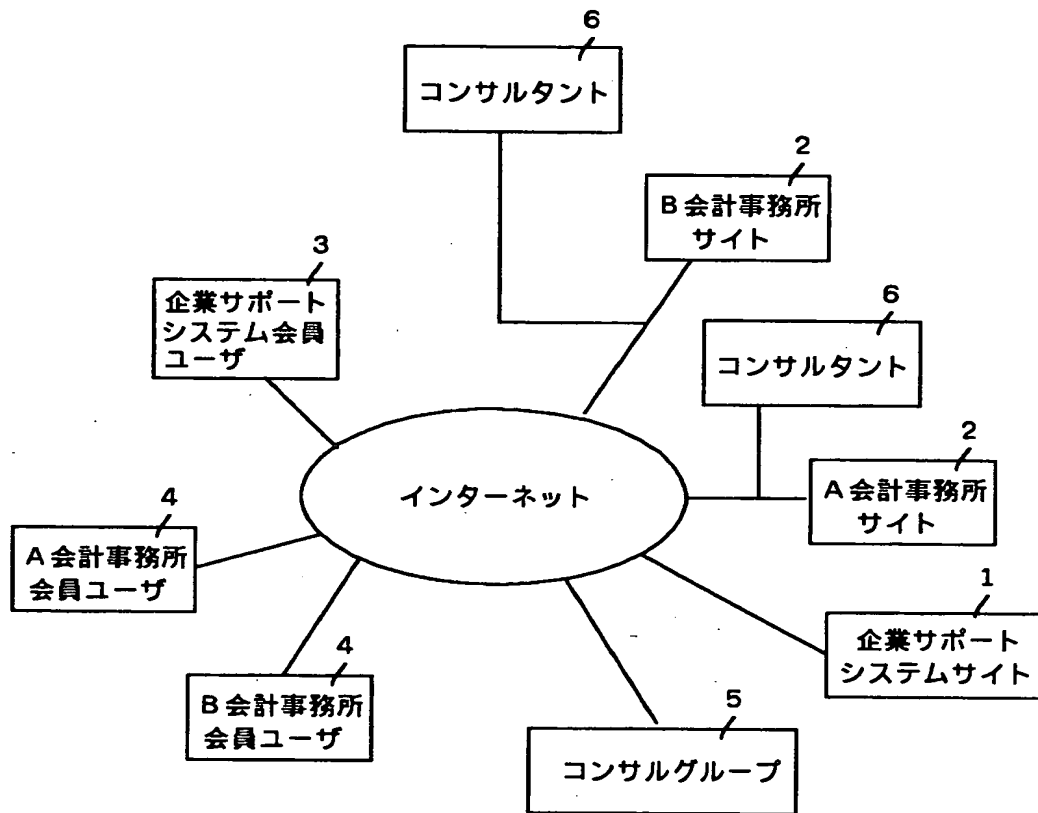 6
コンサルタント
2
B会計事務所
サイト
3
企業サポート
システム会員
ユーザ
6
コンサルタント
インターネット
2
A会計事務所
サイト
4
A会計事務所
会員ユーザ
1
企業サポート
システムサイト
4
B会計事務所
会員ユーザ
5
コンサルグループ